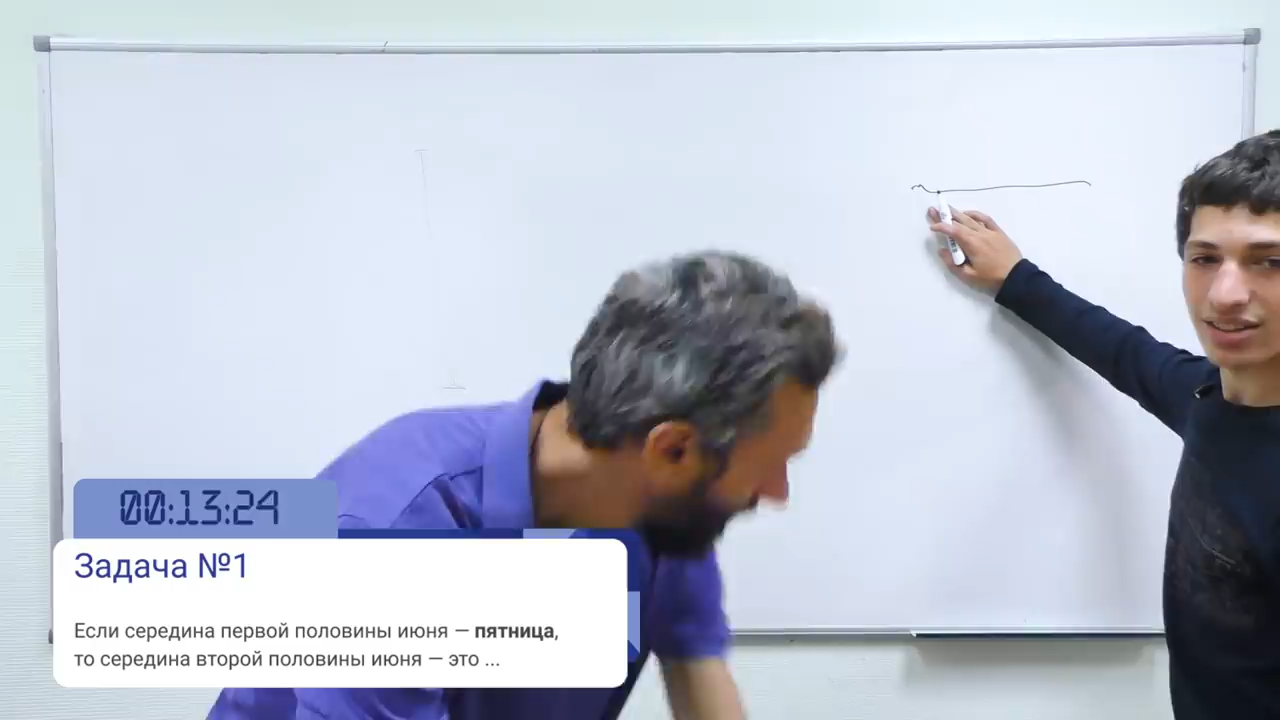 00:13:24
Задача №1
Если середина первой половины июня — пятница,
то середина второй половины июня — это ...